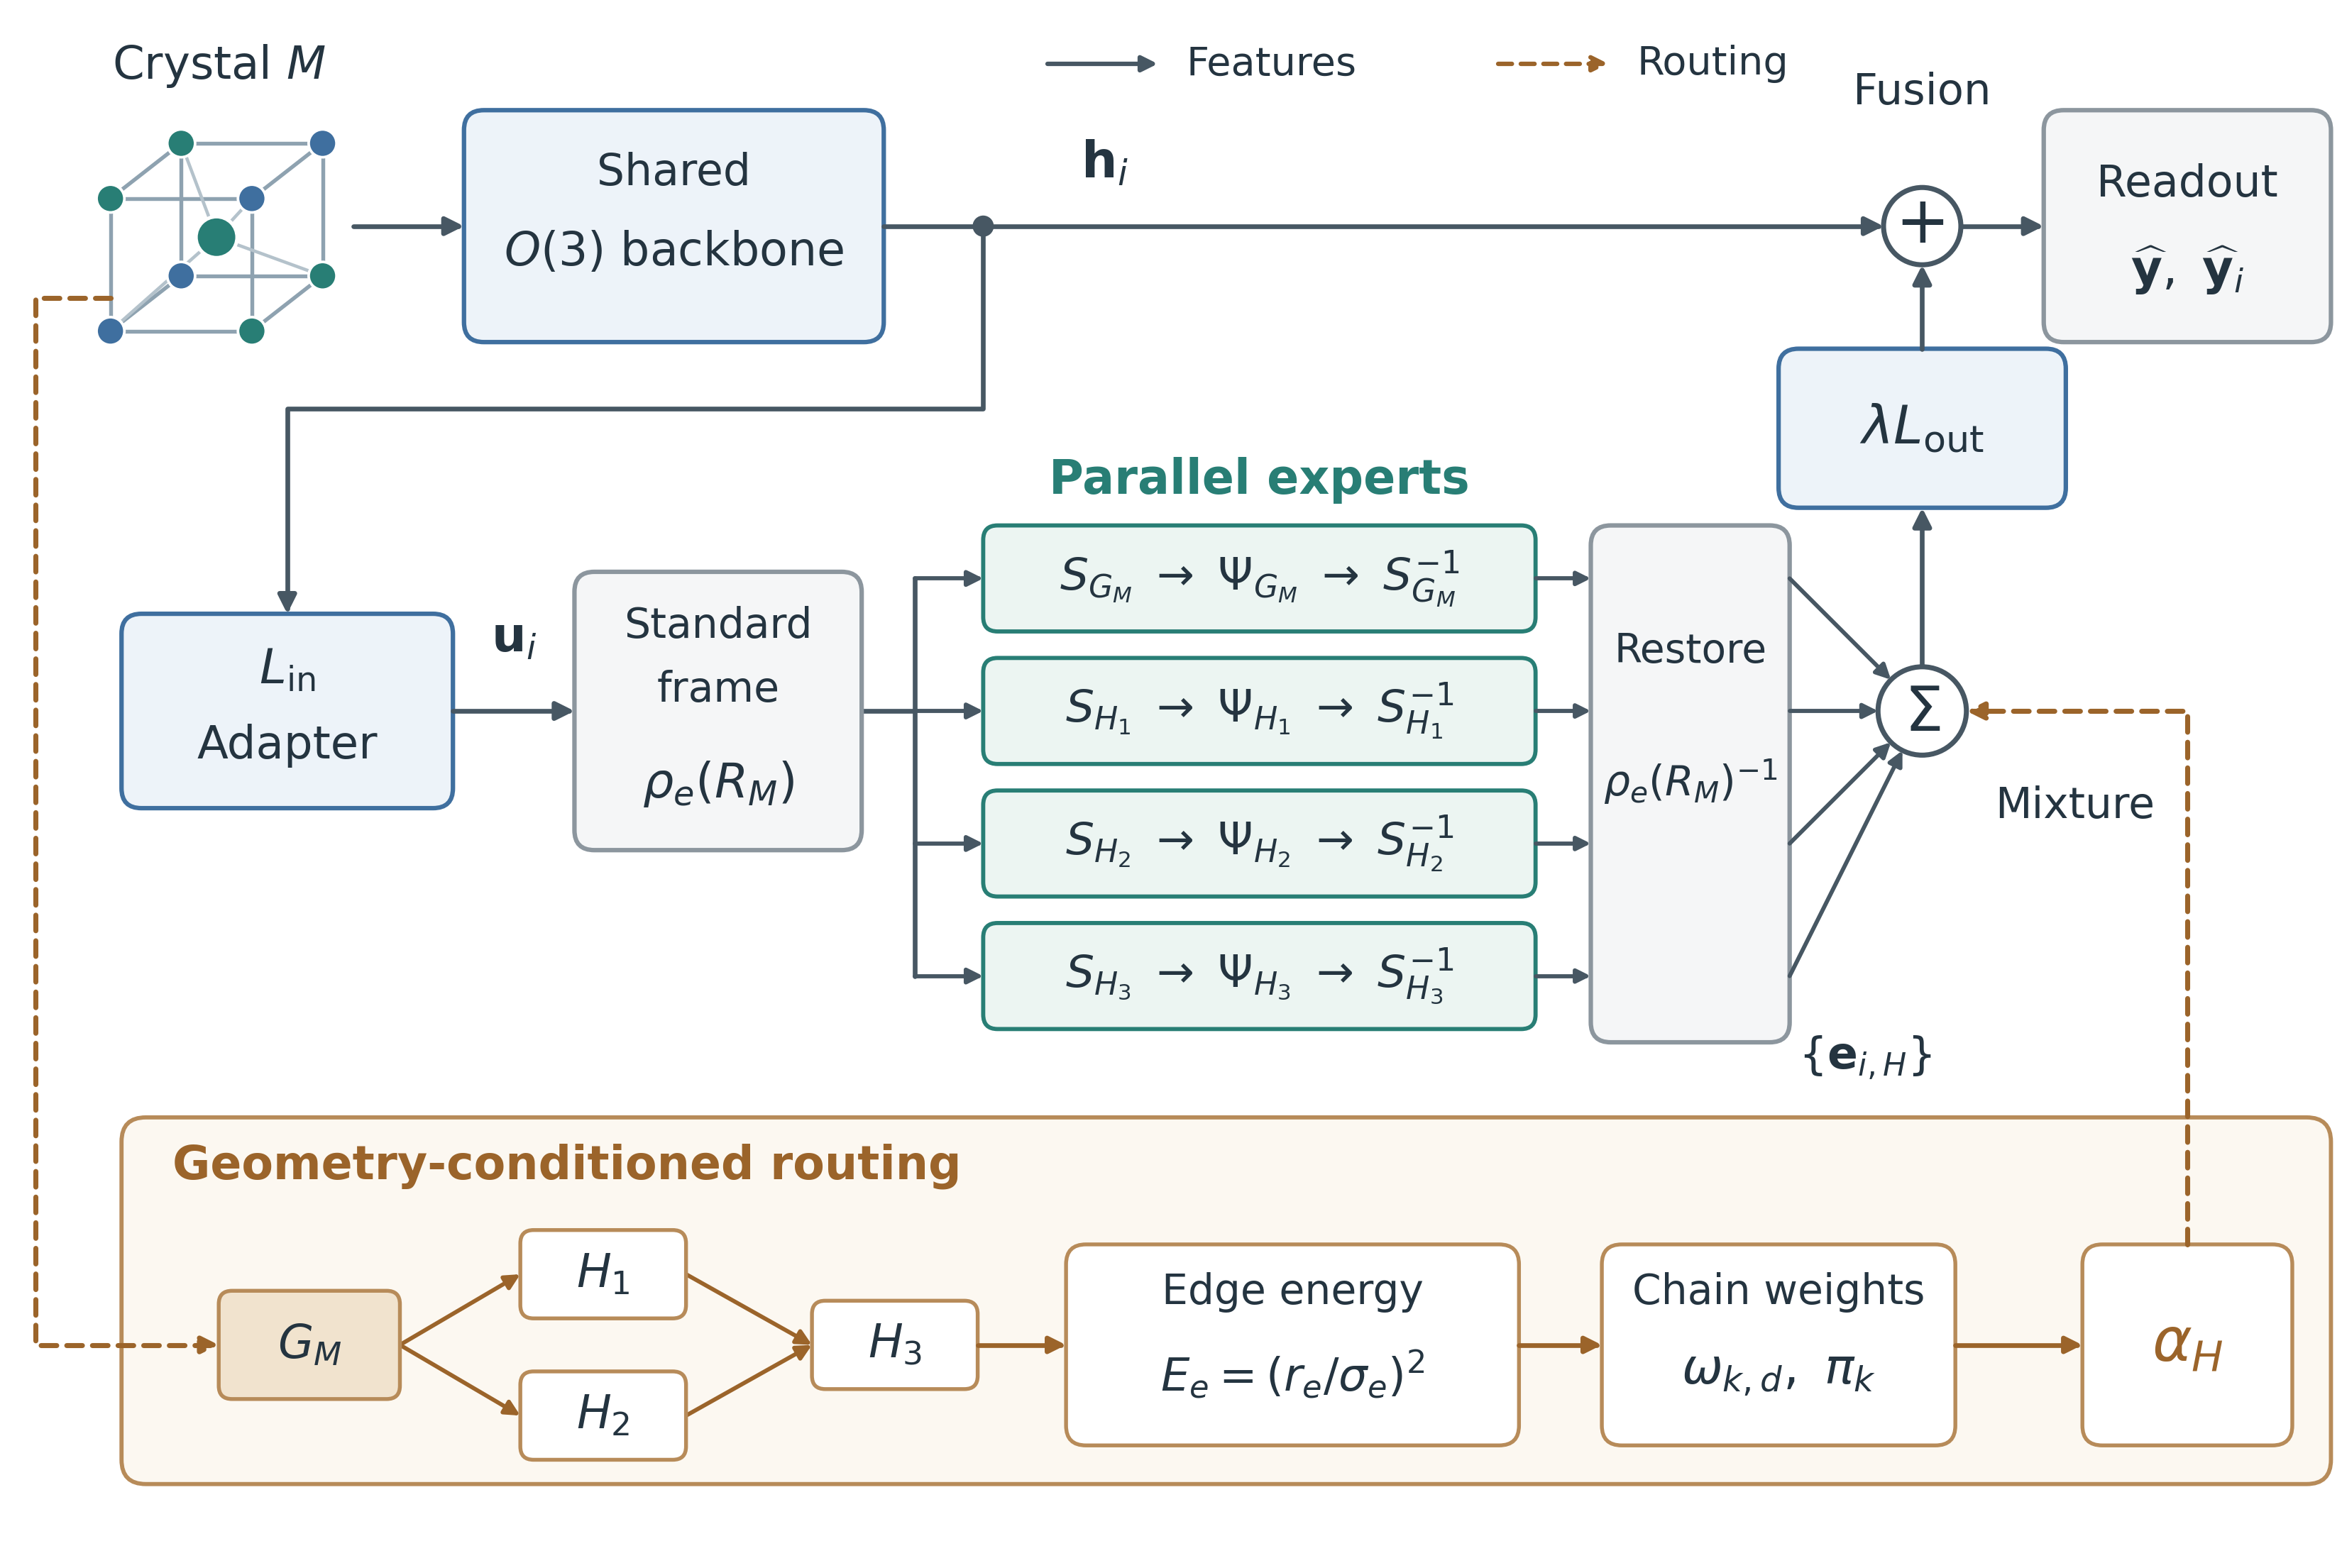 Crystal M
Features
Routing
Fusion
Shared
O(3) backbone
h_i
+
Readout
ŷ, ŷ_i
λL_out
Parallel experts
L_in
Adapter
u_i
Standard
frame
ρ_e(R_M)
S_{G_M} → Ψ_{G_M} → S_{G_M}^{-1}
S_{H_1} → Ψ_{H_1} → S_{H_1}^{-1}
S_{H_2} → Ψ_{H_2} → S_{H_2}^{-1}
S_{H_3} → Ψ_{H_3} → S_{H_3}^{-1}
Restore
ρ_e(R_M)^{-1}
Σ
Mixture
{e_{i,H}}
Geometry-conditioned routing
G_M
H_1
H_2
H_3
Edge energy
E_e = (r_e/σ_e)^2
Chain weights
ω_{k,d}, π_k
α_H